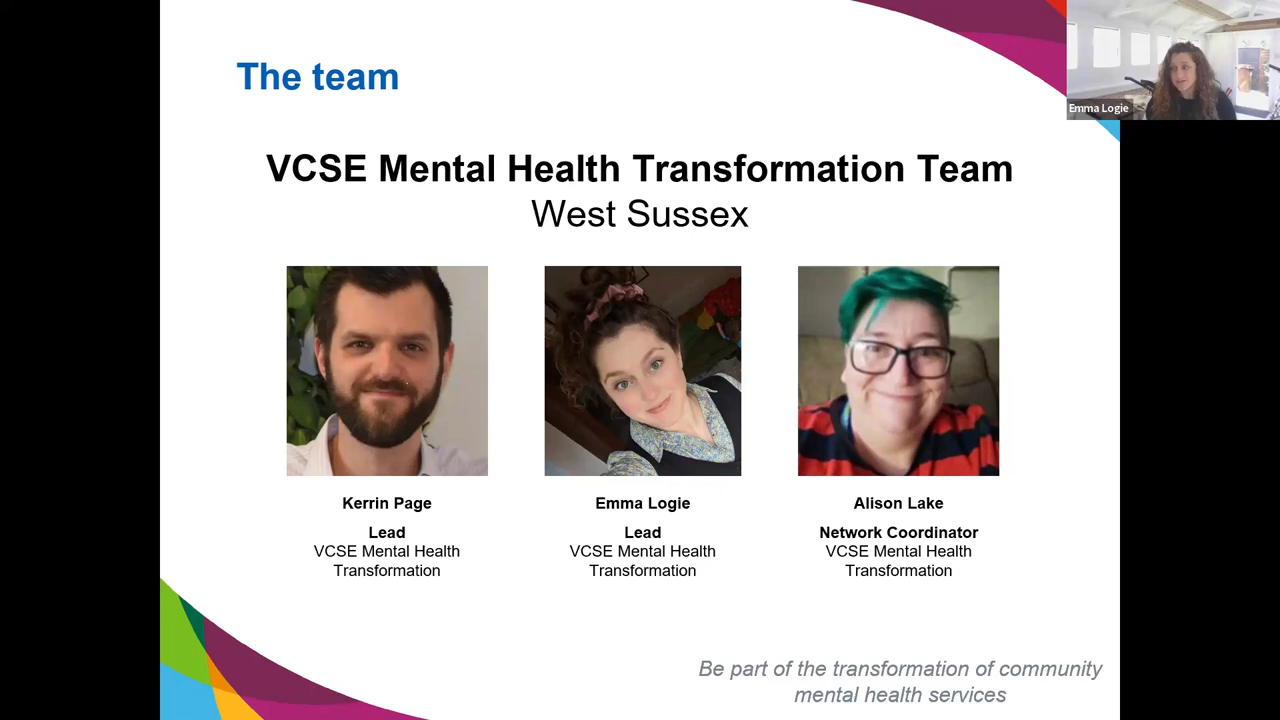 The team
Emma Logie
VCSE Mental Health Transformation Team
West Sussex
Kerrin Page
Lead
VCSE Mental Health
Transformation
Emma Logie
Lead
VCSE Mental Health
Transformation
Alison Lake
Network Coordinator
VCSE Mental Health
Transformation
Be part of the transformation of community
mental health services